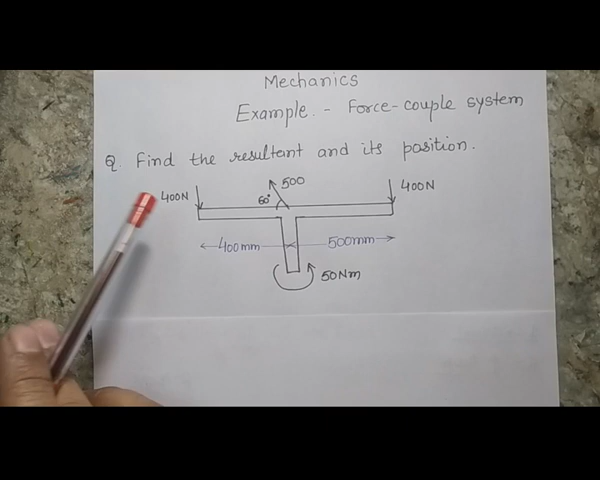 Mechanics
Example. - Force-couple system
Q. Find the resultant and its position.
400N
60°
500
400N
400mm
500mm
50Nm